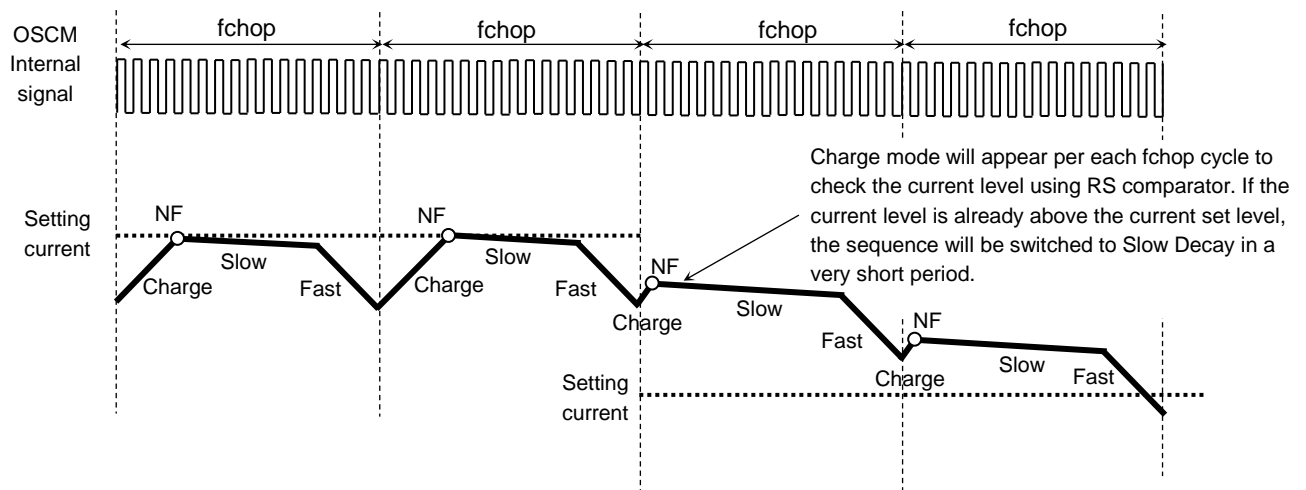 fchop fchop fchop fchop
OSCM
Internal
signal
Charge mode will appear per each fchop cycle to
check the current level using RS comparator. If the
current level is already above the current set level,
the sequence will be switched to Slow Decay in a
very short period.
Setting
current
NF
Slow
Charge
Fast
NF
Slow
Charge
Fast
NF
Charge
Slow
Fast
NF
Charge
Slow
Fast
Setting
current